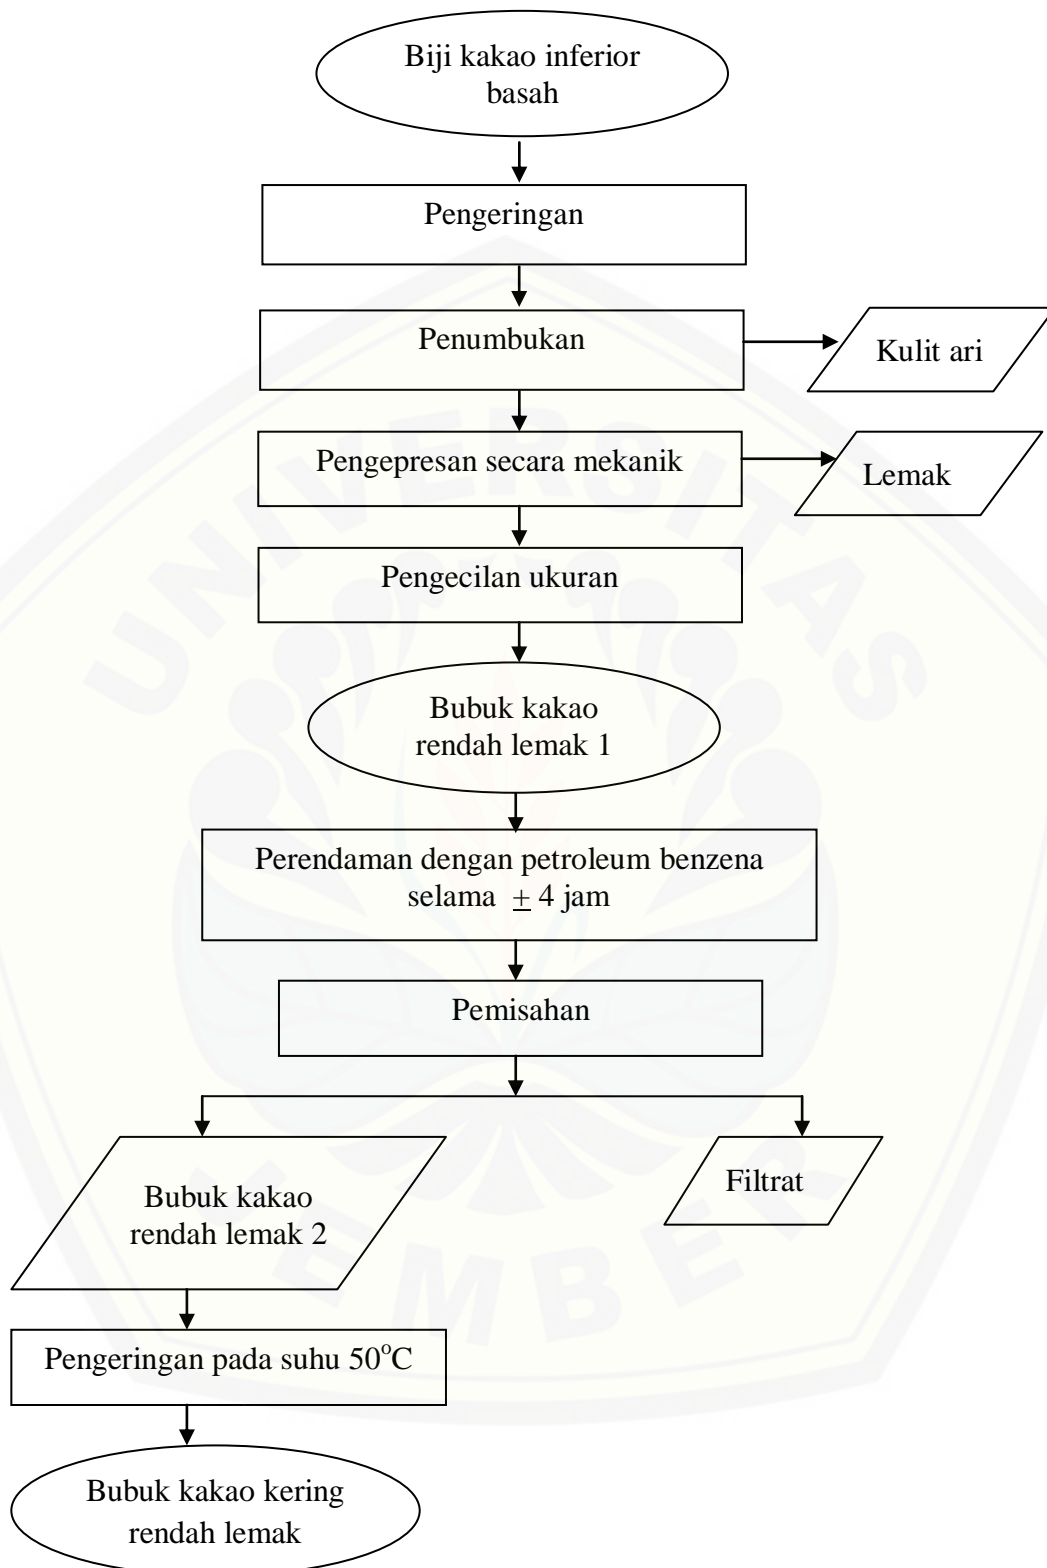 Biji kakao inferior
basah
Pengeringan
Penumbukan
Kulit ari
Pengepresan secara mekanik
Lemak
Pengecilan ukuran
Bubuk kakao
rendah lemak 1
Perendaman dengan petroleum benzena
selama ± 4 jam
Pemisahan
Bubuk kakao
rendah lemak 2
Filtrat
Pengeringan pada suhu 50°C
Bubuk kakao kering
rendah lemak
UNIVERSITAS
JEMBER